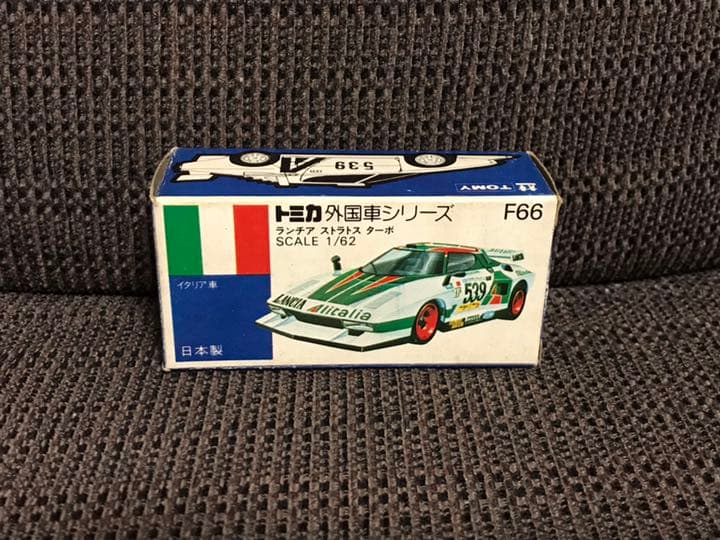 539
TOMY
トミカ 外国車シリーズ F66
ランチア ストラトス ターボ
SCALE 1/62
イタリア車
日本製
LANCIA Alitalia
539